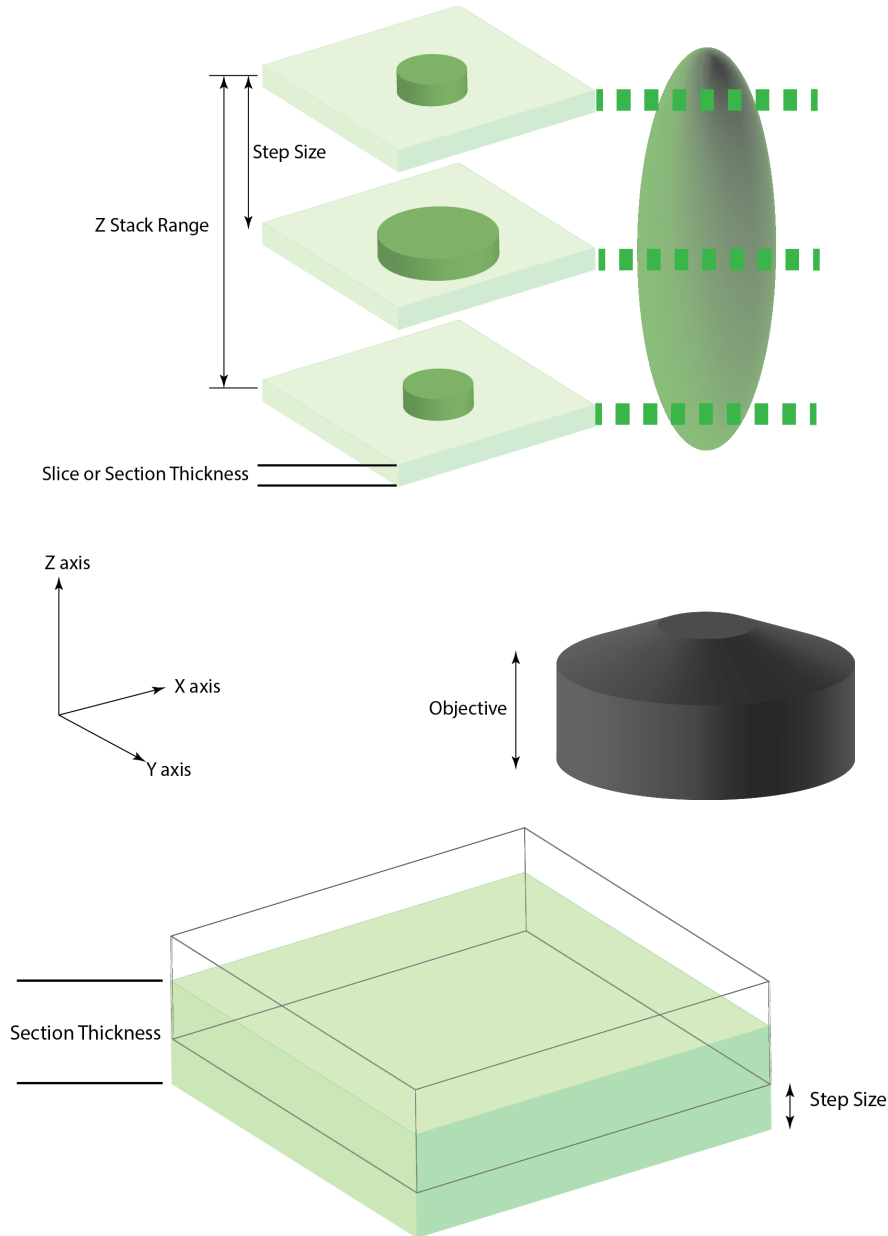 Step Size
Z Stack Range
Slice or Section Thickness
Z axis
X axis
Y axis
Objective
Section Thickness
Step Size